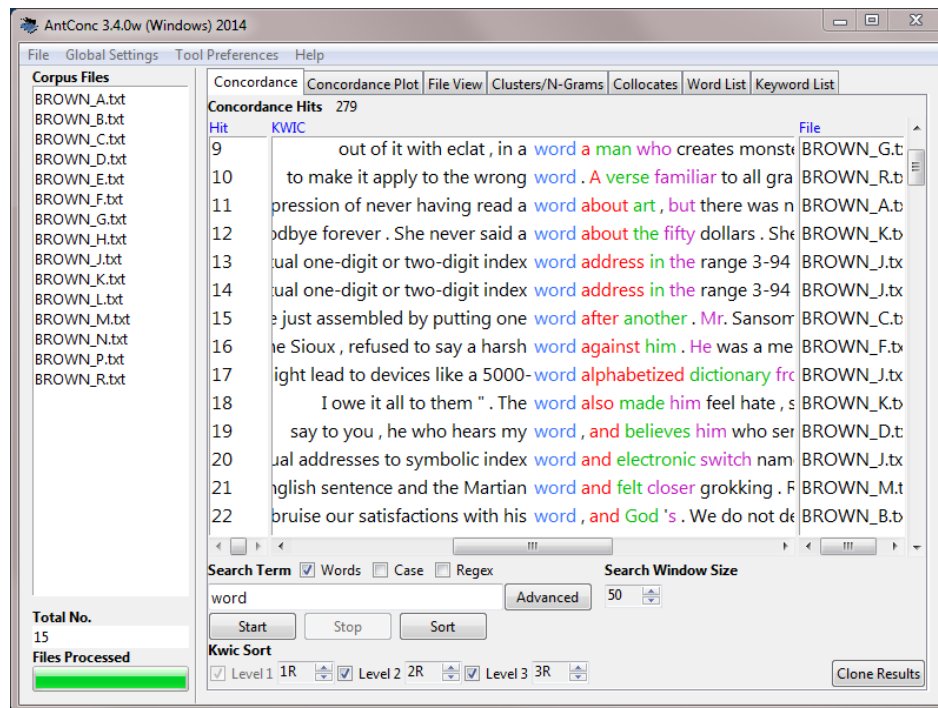 AntConc 3.4.0w (Windows) 2014
File Global Settings Tool Preferences Help
Corpus Files
BROWN_A.txt
BROWN_B.txt
BROWN_C.txt
BROWN_D.txt
BROWN_E.txt
BROWN_F.txt
BROWN_G.txt
BROWN_H.txt
BROWN_J.txt
BROWN_K.txt
BROWN_L.txt
BROWN_M.txt
BROWN_N.txt
BROWN_P.txt
BROWN_R.txt
Total No.
15
Files Processed
Concordance Concordance Plot File View Clusters/N-Grams Collocates Word List Keyword List
Concordance Hits 279
Hit KWIC File
9 out of it with eclat , in a word a man who creates monste BROWN_G.t
10 to make it apply to the wrong word . A verse familiar to all gra BROWN_R.tx
11 pression of never having read a word about art , but there was n BROWN_A.tx
12 odbye forever . She never said a word about the fifty dollars . She BROWN_K.tx
13 tual one-digit or two-digit index word address in the range 3-94 BROWN_J.tx
14 tual one-digit or two-digit index word address in the range 3-94 BROWN_J.tx
15 e just assembled by putting one word after another . Mr. Sansom BROWN_C.tx
16 he Sioux , refused to say a harsh word against him . He was a me BROWN_F.tx
17 ight lead to devices like a 5000-word alphabetized dictionary fro BROWN_J.tx
18 I owe it all to them " . The word also made him feel hate , s BROWN_K.tx
19 say to you , he who hears my word , and believes him who ser BROWN_D.t
20 ual addresses to symbolic index word and electronic switch nam BROWN_J.tx
21 nglish sentence and the Martian word and felt closer grokking . R BROWN_M.t
22 bruise our satisfactions with his word , and God 's . We do not de BROWN_B.tx
Search Term Words Case Regex Search Window Size
word Advanced 50
Start Stop Sort
Kwic Sort
Level 1 1R Level 2 2R Level 3 3R Clone Results